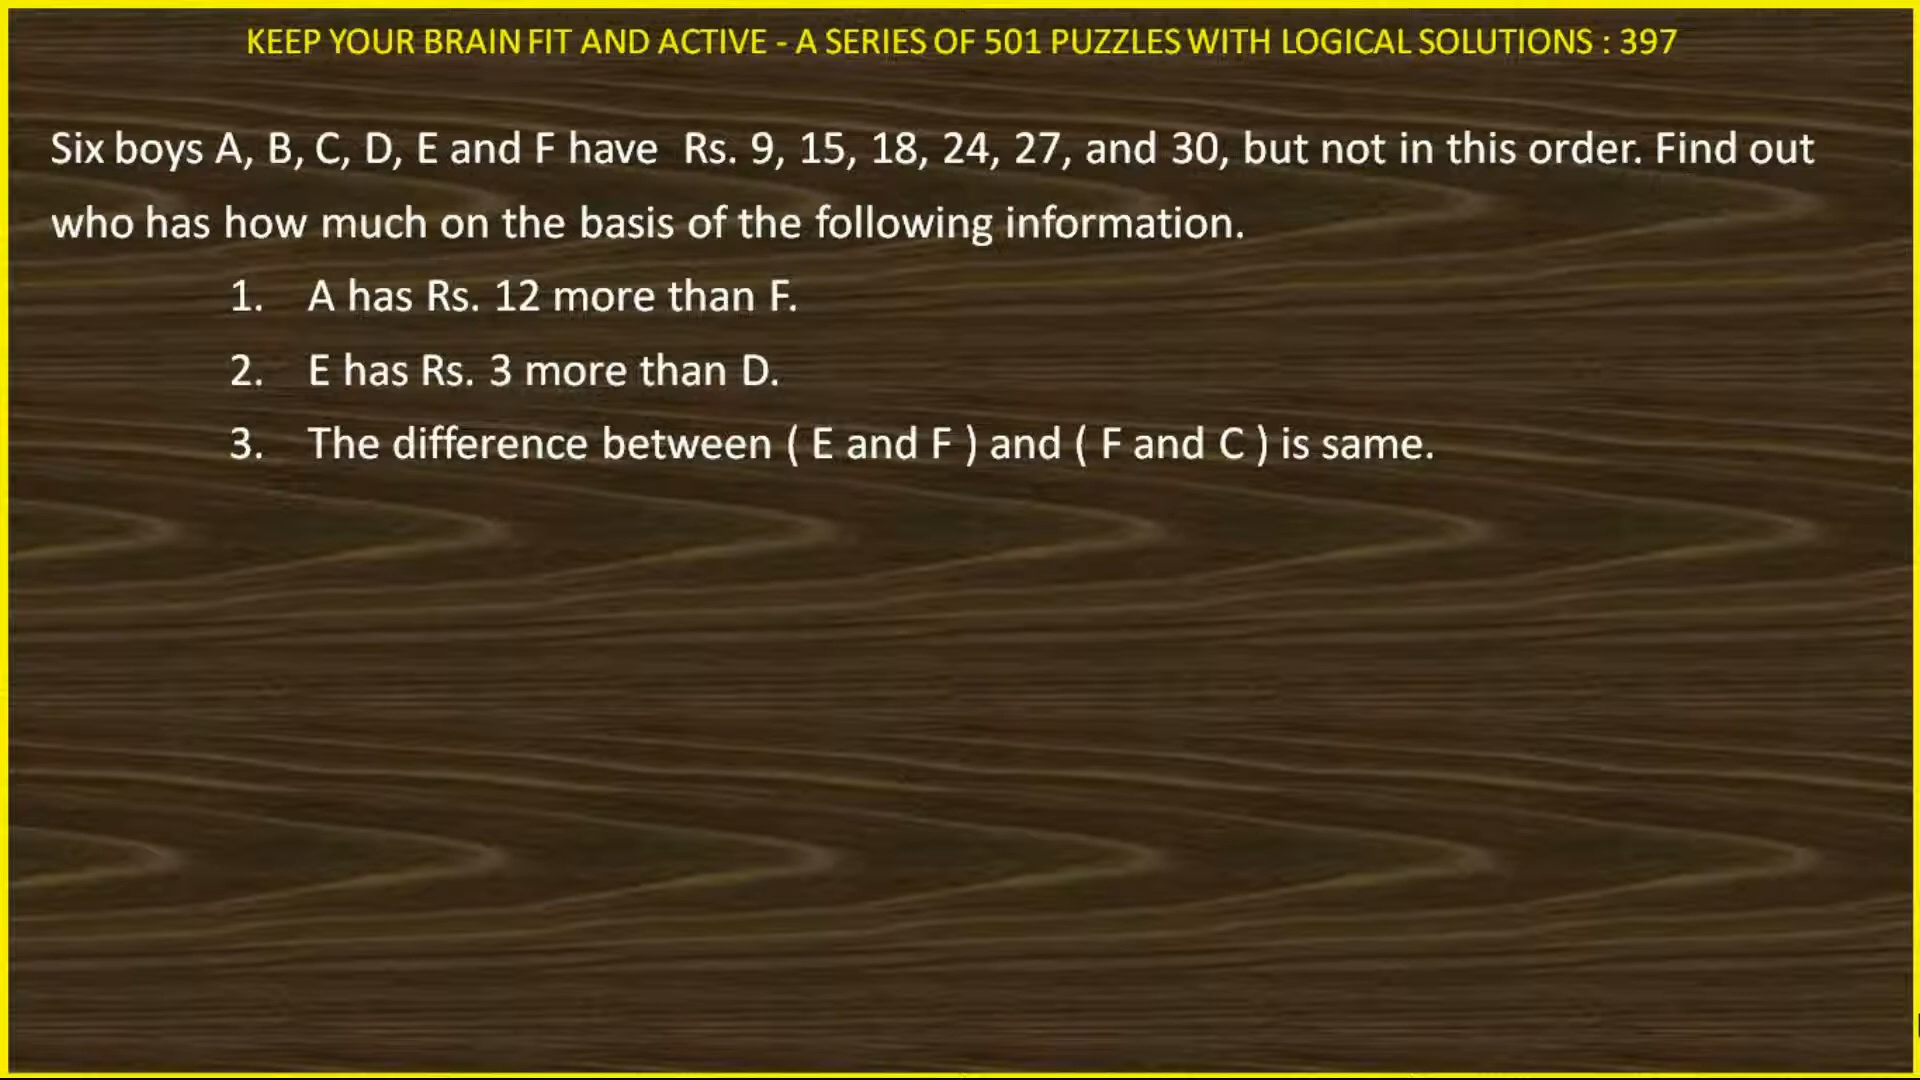 KEEP YOUR BRAIN FIT AND ACTIVE - A SERIES OF 501 PUZZLES WITH LOGICAL SOLUTIONS : 397
Six boys A, B, C, D, E and F have Rs. 9, 15, 18, 24, 27, and 30, but not in this order. Find out
who has how much on the basis of the following information.
1. A has Rs. 12 more than F.
2. E has Rs. 3 more than D.
3. The difference between ( E and F ) and ( F and C ) is same.